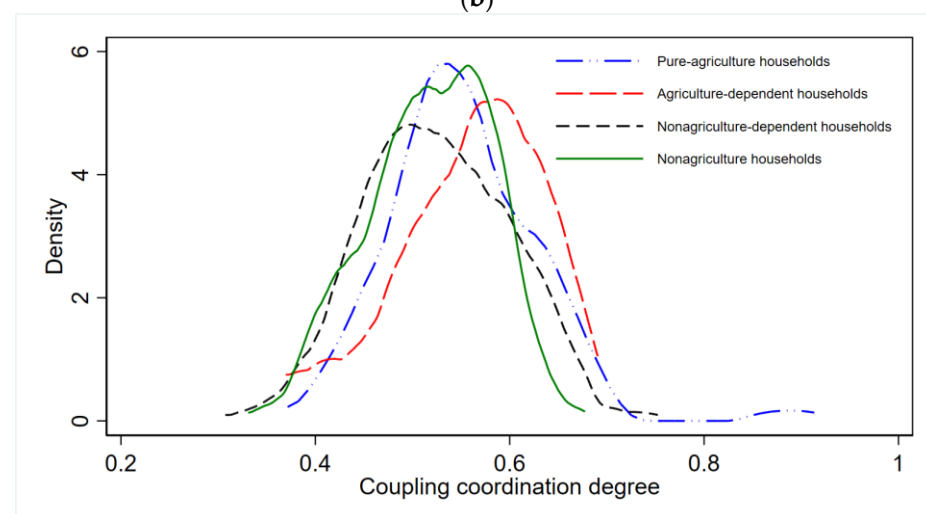 (b)
6
Pure-agriculture households
Agriculture-dependent households
Nonagriculture-dependent households
Nonagriculture households
4
Density
2
0
0.2 0.4 0.6 0.8 1
Coupling coordination degree